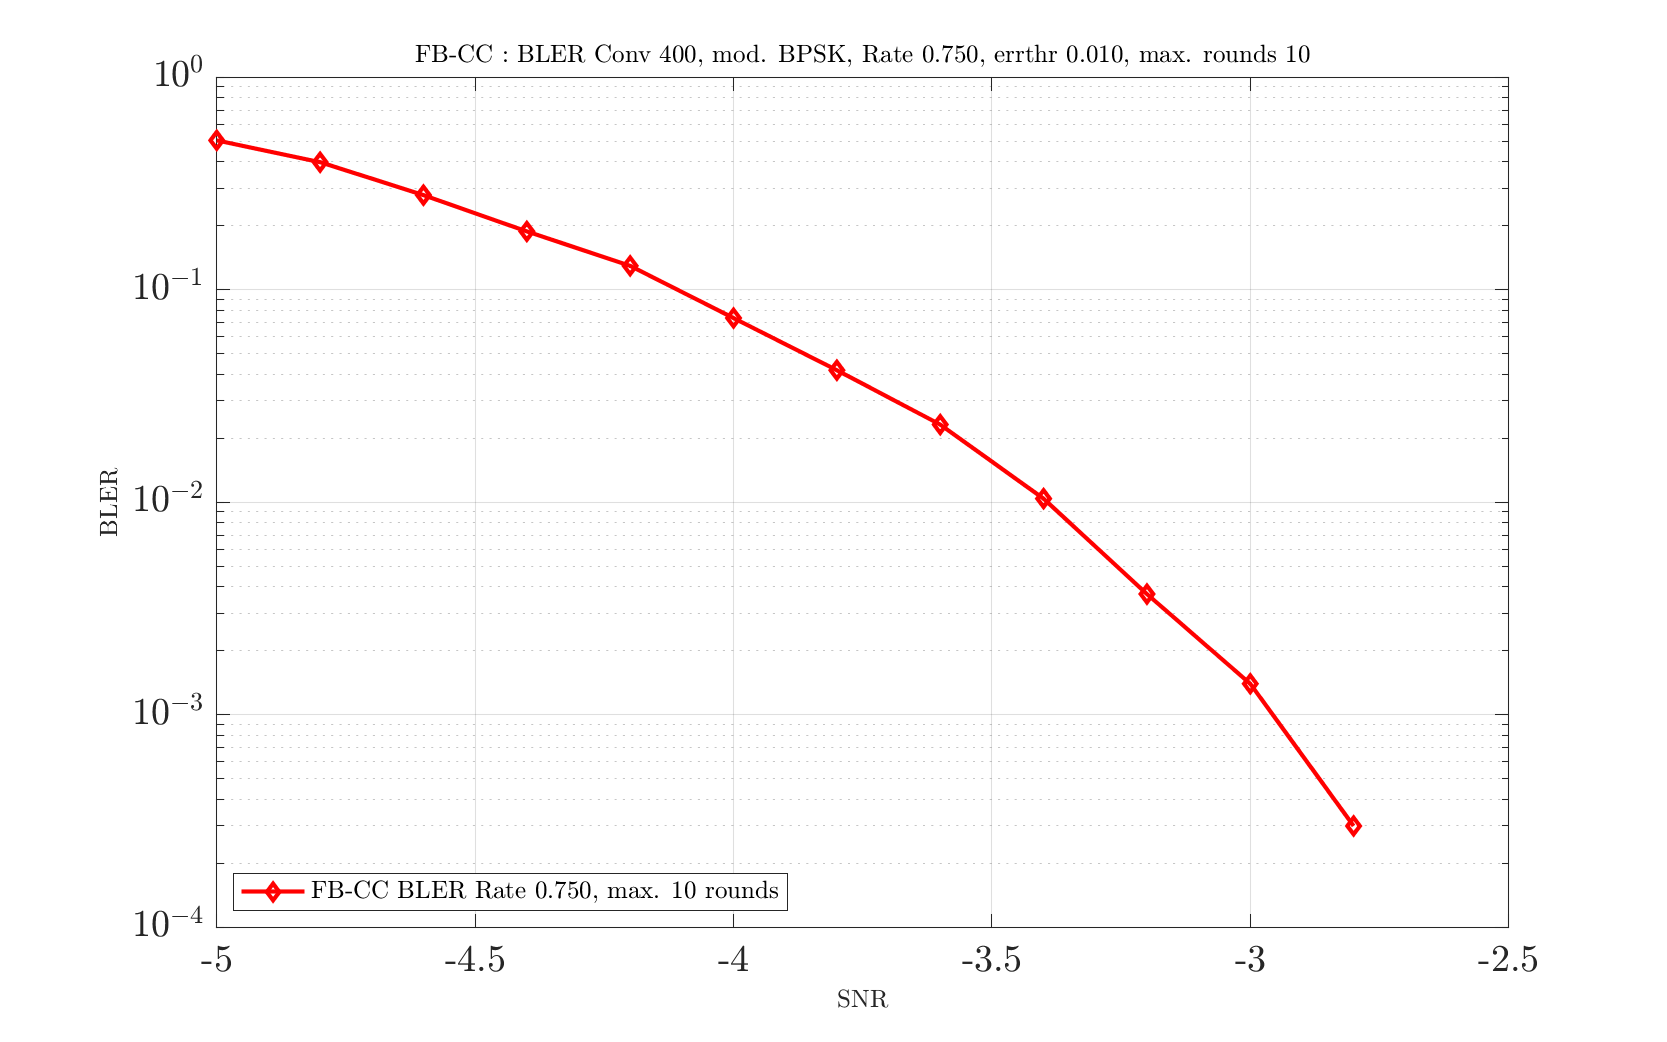 FB-CC : BLER Conv 400, mod. BPSK, Rate 0.750, errthr 0.010, max. rounds 10
10⁰
10⁻¹
10⁻²
10⁻³
10⁻⁴
BLER
FB-CC BLER Rate 0.750, max. 10 rounds
-5 -4.5 -4 -3.5 -3 -2.5
SNR